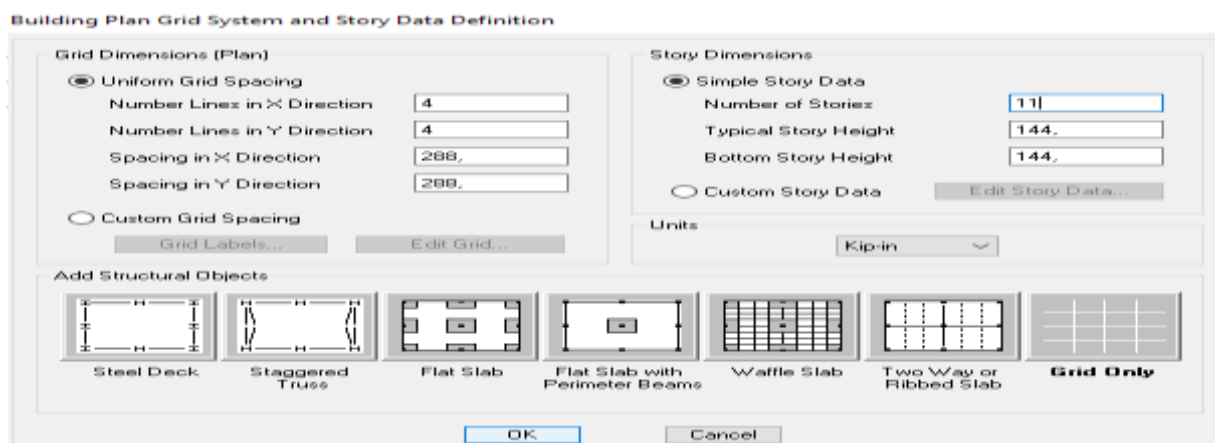 Building Plan Grid System and Story Data Definition
Grid Dimensions (Plan)
Uniform Grid Spacing
Number Lines in X Direction 4
Number Lines in Y Direction 4
Spacing in X Direction 288,
Spacing in Y Direction 288,
Custom Grid Spacing
Grid Labels... Edit Grid...
Story Dimensions
Simple Story Data
Number of Stories 11
Typical Story Height 144,
Bottom Story Height 144,
Custom Story Data Edit Story Data...
Units
Kip-in
Add Structural Objects
Steel Deck
Staggered
Truss
Flat Slab
Flat Slab with
Perimeter Beams
Waffle Slab
Two Way or
Ribbed Slab
Grid Only
OK Cancel